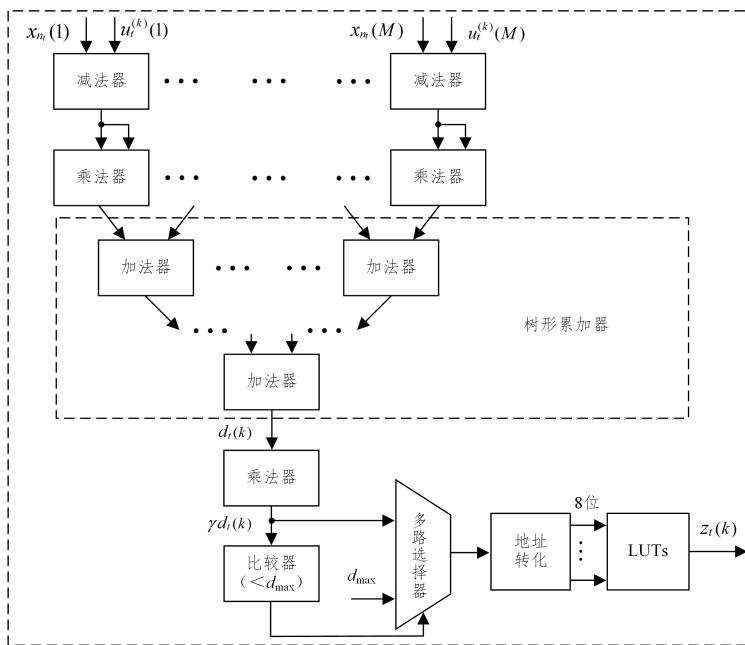 x_{n_t}(1) u_t^{(k)}(1) x_{n_t}(M) u_t^{(k)}(M)
减法器 减法器
乘法器 乘法器
加法器 加法器
树形累加器
加法器
d_t(k)
乘法器
γd_t(k)
比较器
(<d_max)
d_max
多路选择器
地址
转化
8位
LUTs
z_t(k)